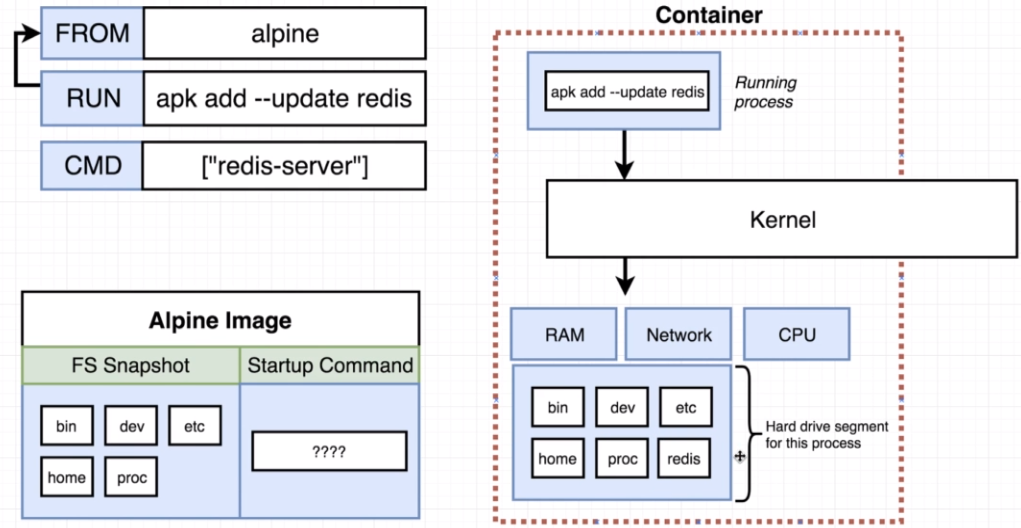 FROM alpine
RUN apk add --update redis
CMD ["redis-server"]
Alpine Image
FS Snapshot Startup Command
bin dev etc
home proc
????
Container
apk add --update redis
Running
process
Kernel
RAM Network CPU
bin dev etc
home proc redis
Hard drive segment
for this process